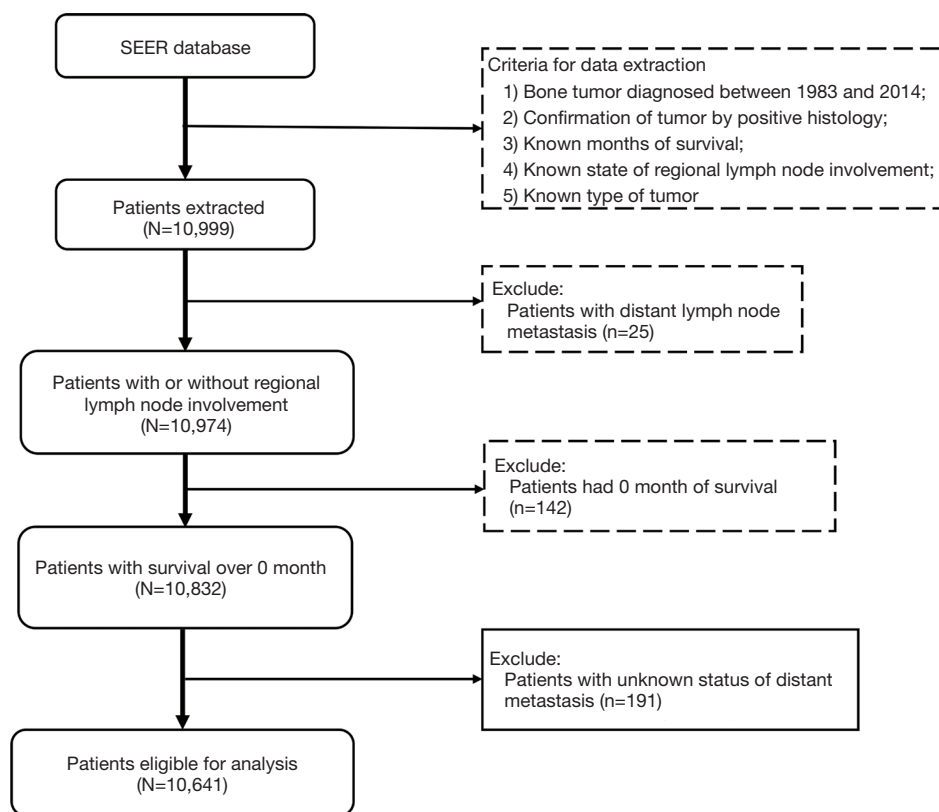 SEER database
Criteria for data extraction
1) Bone tumor diagnosed between 1983 and 2014;
2) Confirmation of tumor by positive histology;
3) Known months of survival;
4) Known state of regional lymph node involvement;
5) Known type of tumor
Patients extracted
(N=10,999)
Exclude:
Patients with distant lymph node
metastasis (n=25)
Patients with or without regional
lymph node involvement
(N=10,974)
Exclude:
Patients had 0 month of survival
(n=142)
Patients with survival over 0 month
(N=10,832)
Exclude:
Patients with unknown status of distant
metastasis (n=191)
Patients eligible for analysis
(N=10,641)